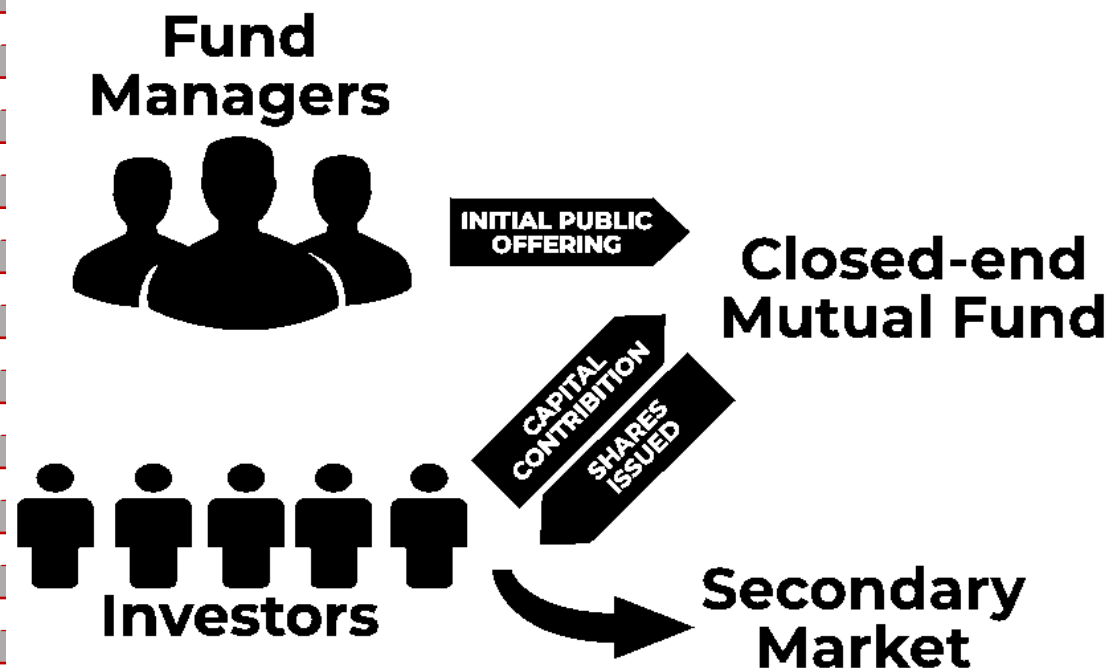 Fund
Managers
INITIAL PUBLIC
OFFERING
Closed-end
Mutual Fund
CAPITAL
CONTRIBITION
SHARES
ISSUED
Investors
Secondary
Market